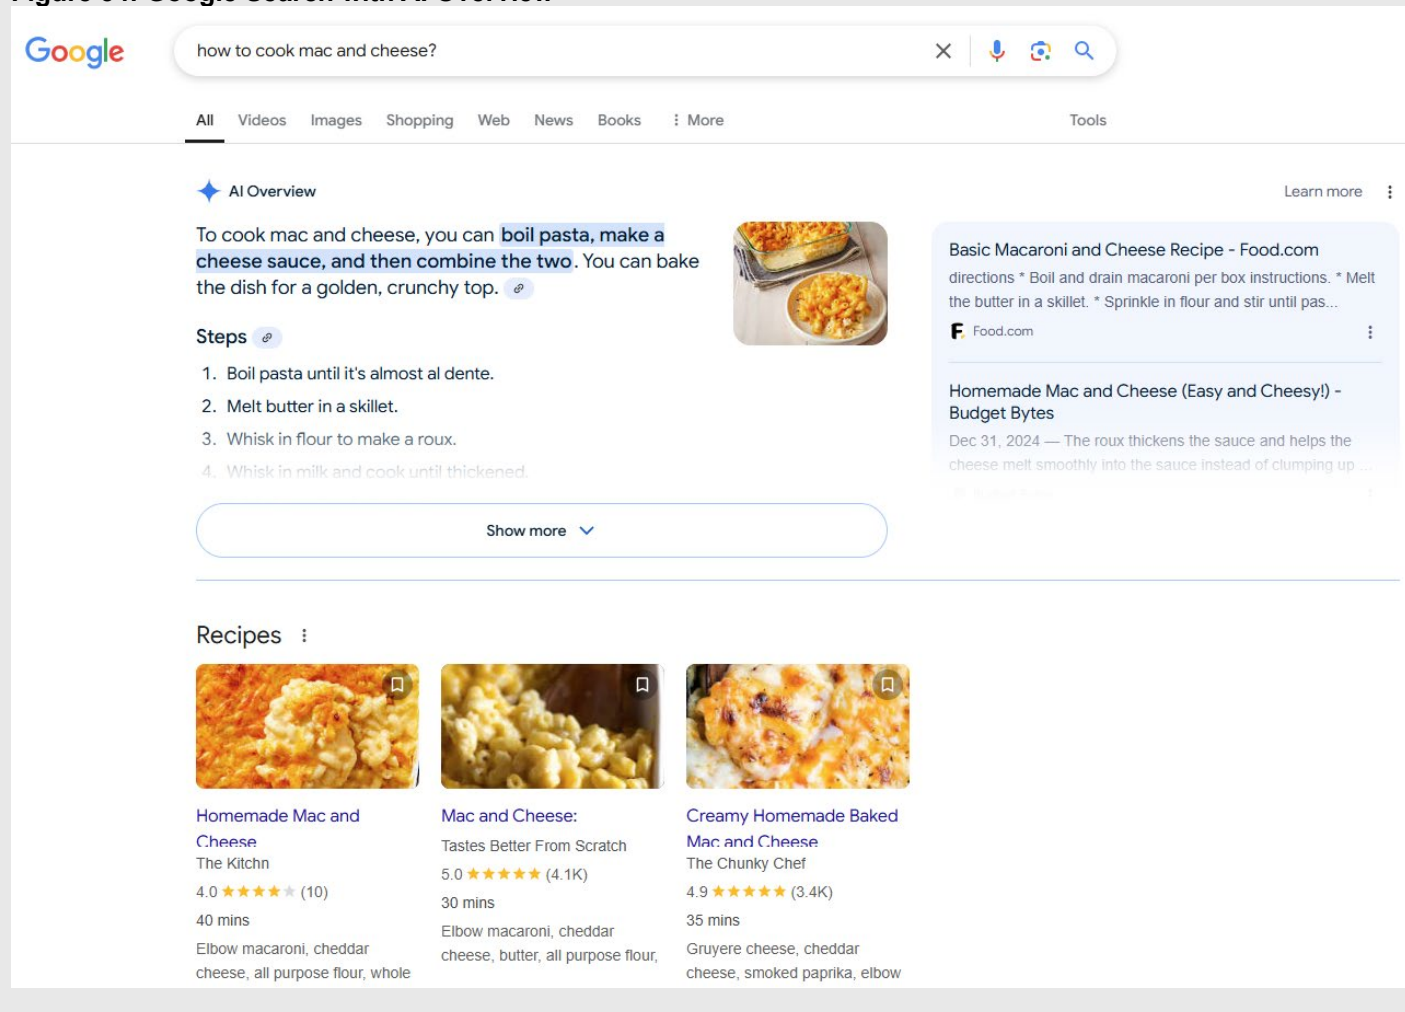 Google
how to cook mac and cheese?
All Videos Images Shopping Web News Books More Tools
AI Overview
Learn more
To cook mac and cheese, you can boil pasta, make a
cheese sauce, and then combine the two. You can bake
the dish for a golden, crunchy top.
Steps
1. Boil pasta until it's almost al dente.
2. Melt butter in a skillet.
3. Whisk in flour to make a roux.
4. Whisk in milk and cook until thickened.
Basic Macaroni and Cheese Recipe - Food.com
directions * Boil and drain macaroni per box instructions. * Melt
the butter in a skillet. * Sprinkle in flour and stir until pas...
Food.com
Homemade Mac and Cheese (Easy and Cheesy!) -
Budget Bytes
Dec 31, 2024 — The roux thickens the sauce and helps the
cheese melt smoothly into the sauce instead of clumping up ...
Show more
Recipes
Homemade Mac and
Cheese
The Kitchn
4.0 ★★★★★ (10)
40 mins
Elbow macaroni, cheddar
cheese, all purpose flour, whole
Mac and Cheese:
Tastes Better From Scratch
5.0 ★★★★★ (4.1K)
30 mins
Elbow macaroni, cheddar
cheese, butter, all purpose flour,
Creamy Homemade Baked
Mac and Cheese
The Chunky Chef
4.9 ★★★★★ (3.4K)
35 mins
Gruyere cheese, cheddar
cheese, smoked paprika, elbow